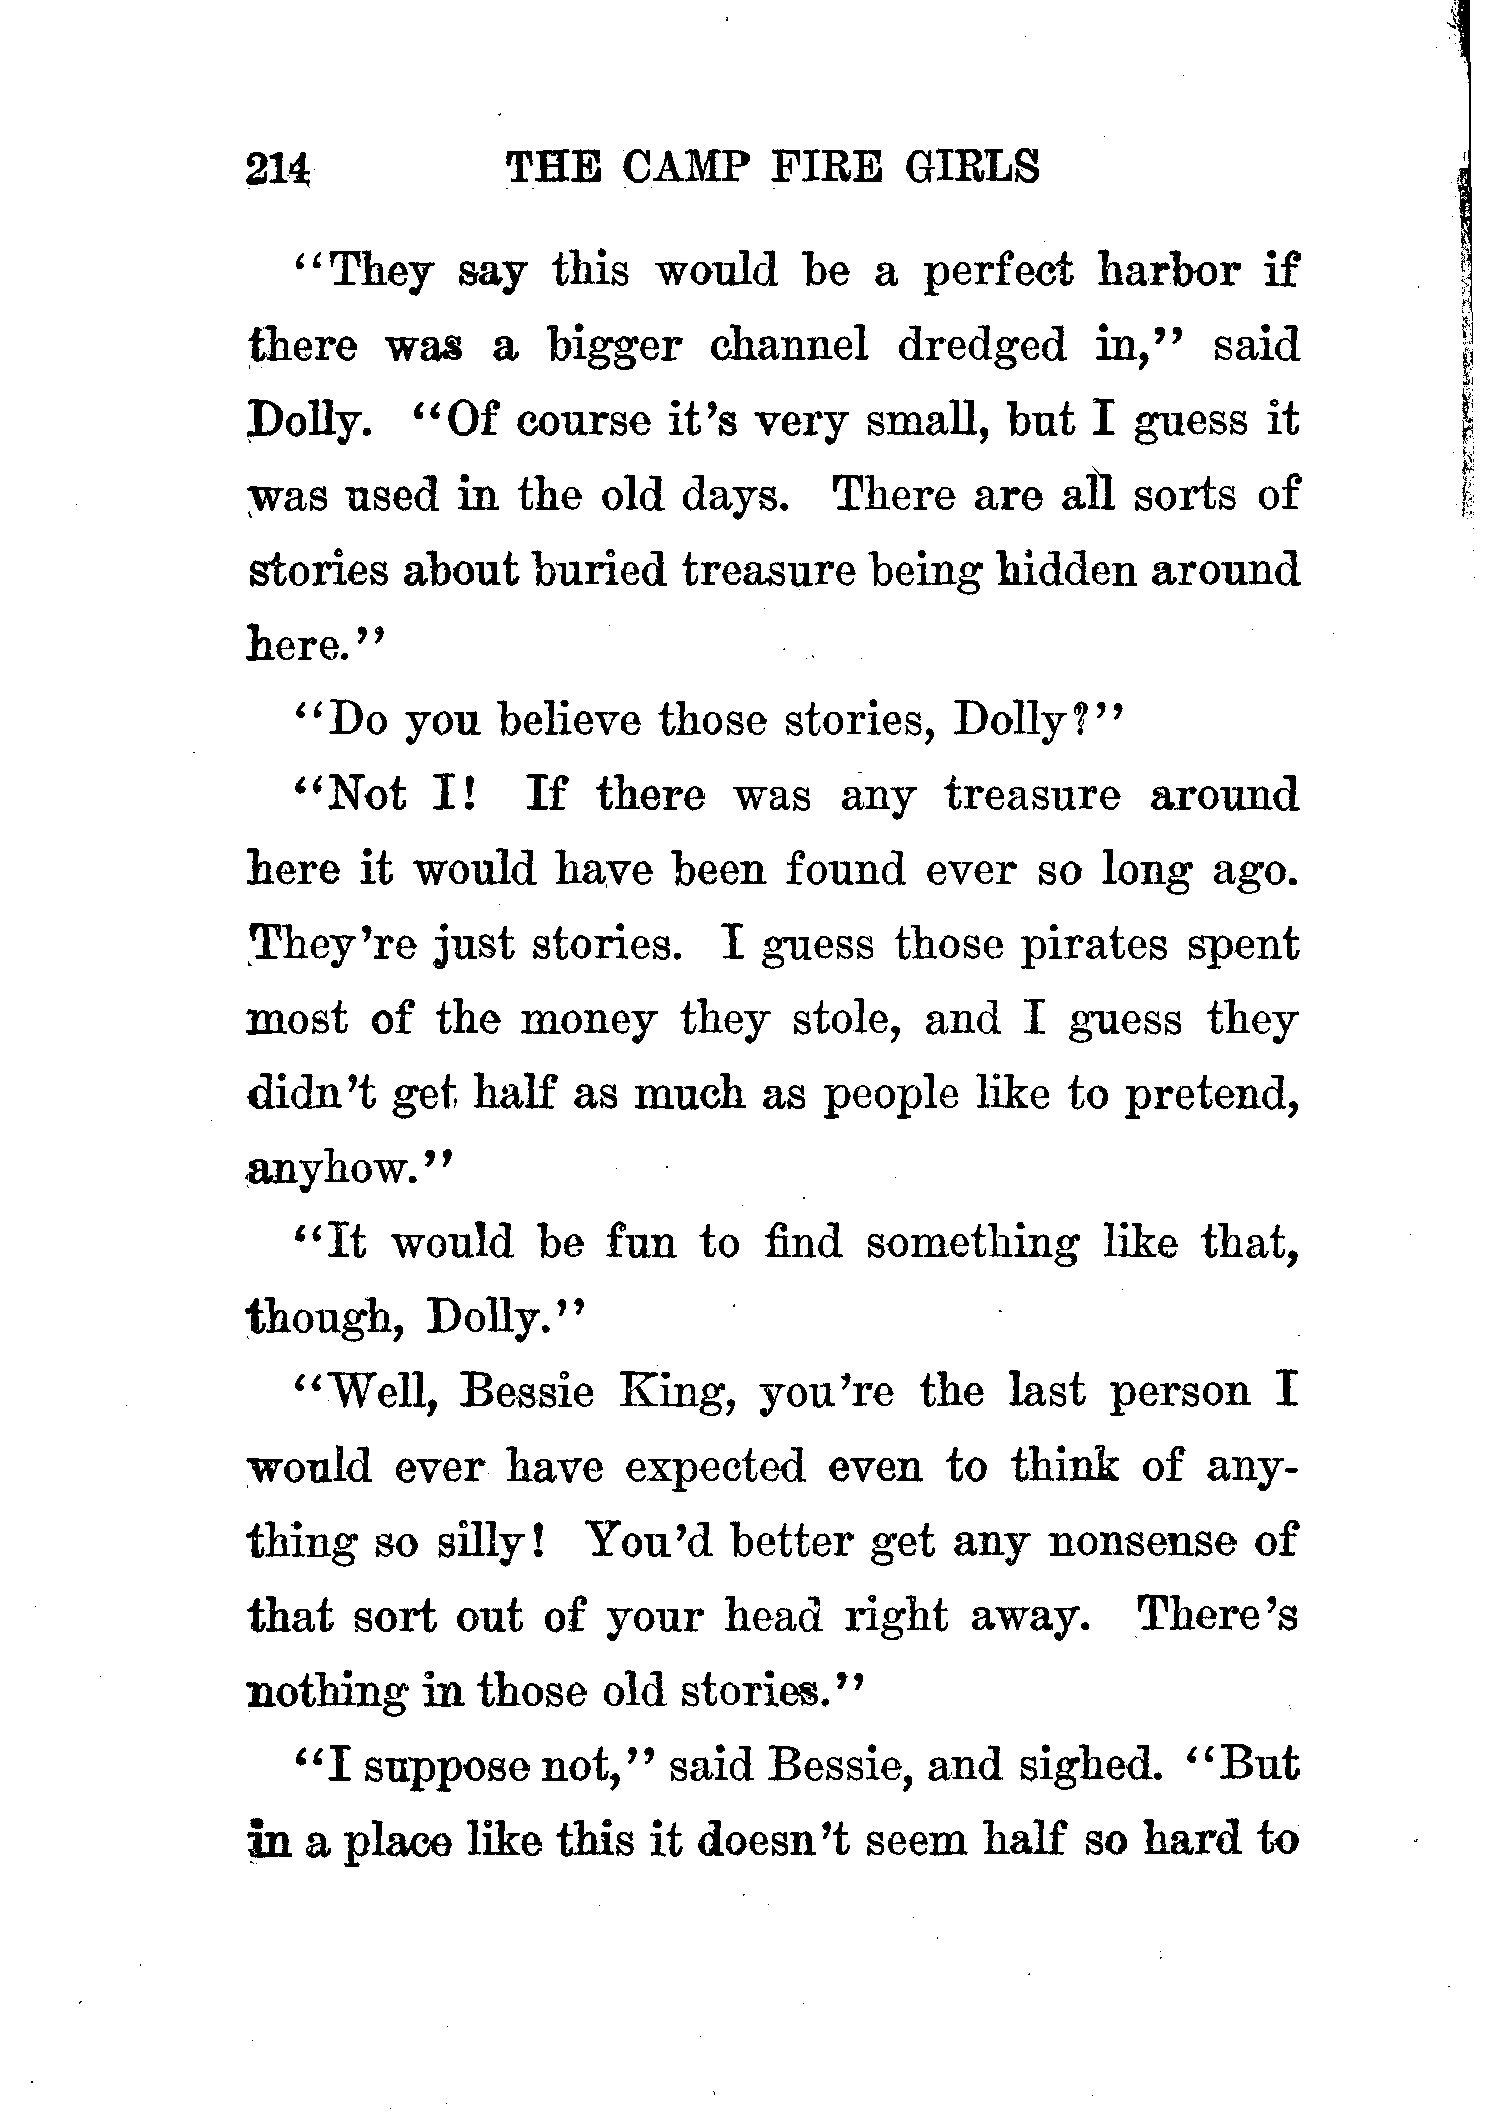 214 THE CAMP FIRE GIRLS
"They say this would be a perfect harbor if
there was a bigger channel dredged in," said
Dolly. "Of course it's very small, but I guess it
was used in the old days. There are all sorts of
stories about buried treasure being hidden around
here."
"Do you believe those stories, Dolly?"
"Not I! If there was any treasure around
here it would have been found ever so long ago.
They're just stories. I guess those pirates spent
most of the money they stole, and I guess they
didn't get half as much as people like to pretend,
anyhow."
"It would be fun to find something like that,
though, Dolly."
"Well, Bessie King, you're the last person I
would ever have expected even to think of any-
thing so silly! You'd better get any nonsense of
that sort out of your head right away. There's
nothing in those old stories."
"I suppose not," said Bessie, and sighed. "But
in a place like this it doesn't seem half so hard to